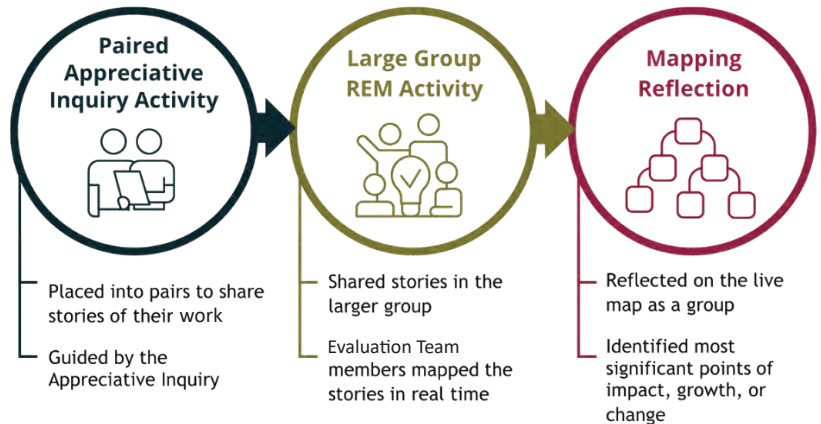 Paired
Appreciative
Inquiry Activity
Placed into pairs to share
stories of their work
Guided by the
Appreciative Inquiry
Large Group
REM Activity
Shared stories in the
larger group
Evaluation Team
members mapped the
stories in real time
Mapping
Reflection
Reflected on the live
map as a group
Identified most
significant points of
impact, growth, or
change